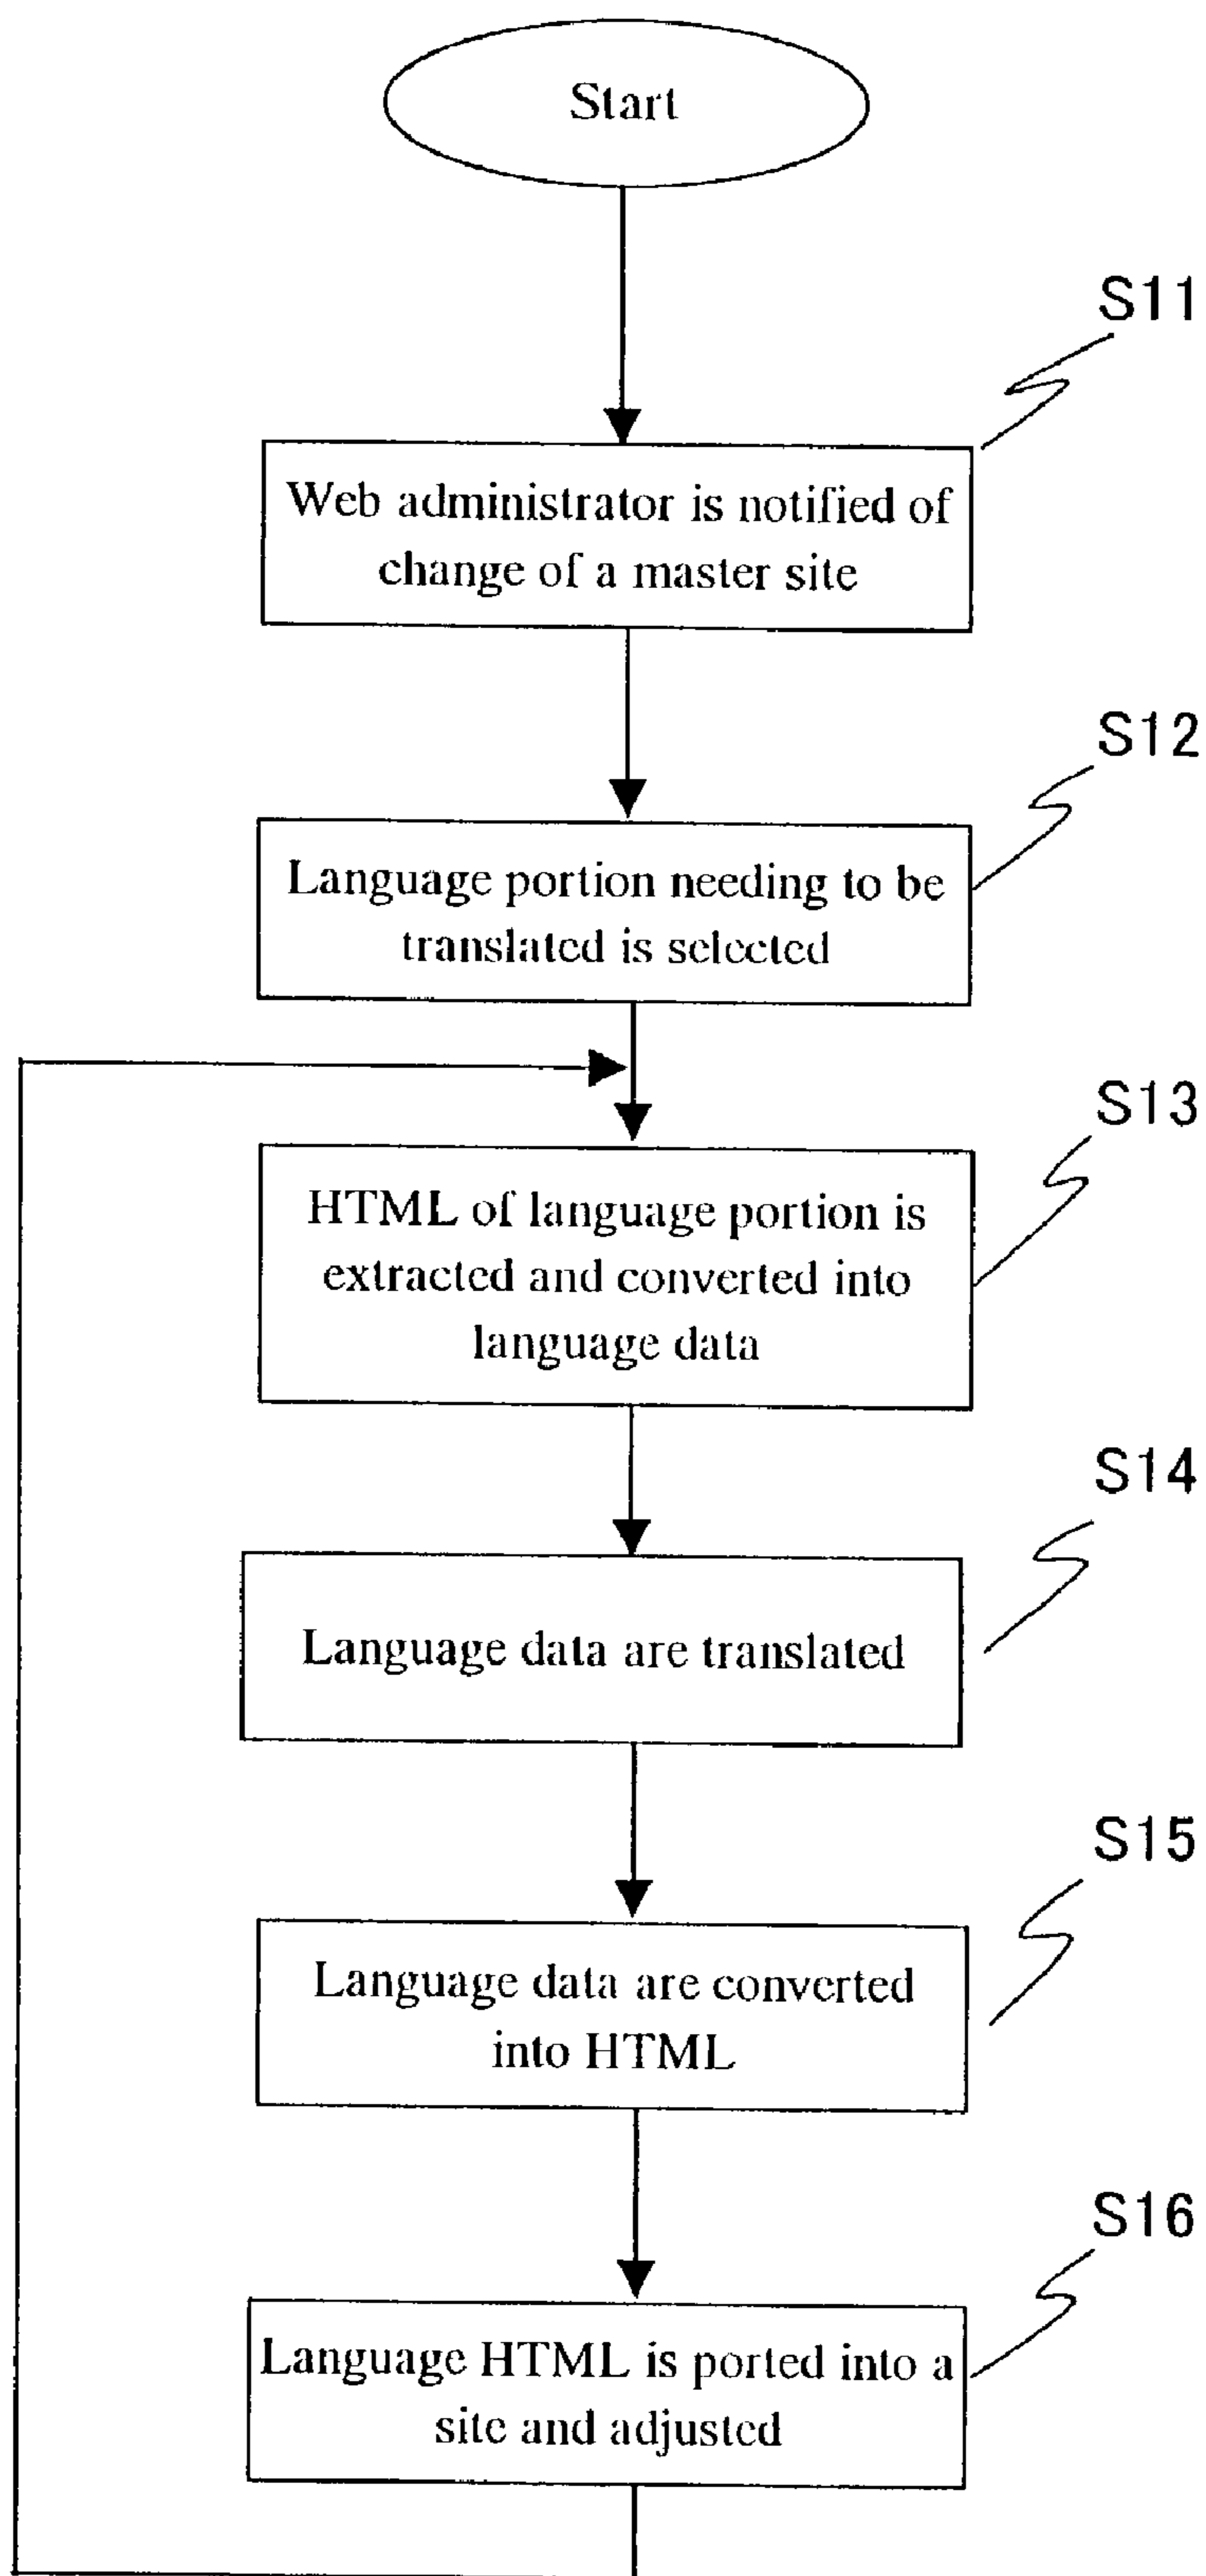 Start
S11
Web administrator is notified of
change of a master site
S12
Language portion needing to be
translated is selected
S13
HTML of language portion is
extracted and converted into
language data
S14
Language data are translated
S15
Language data are converted
into HTML
S16
Language HTML is ported into a
site and adjusted